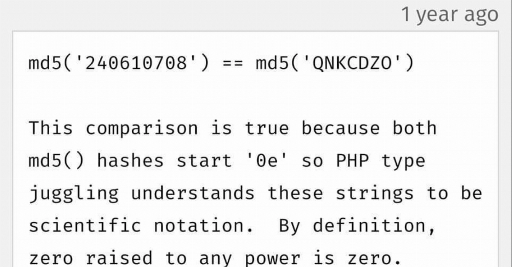 1 year ago
md5('240610708') == md5('QNKCDZO')
This comparison is true because both
md5() hashes start '0e' so PHP type
juggling understands these strings to be
scientific notation.  By definition,
zero raised to any power is zero.